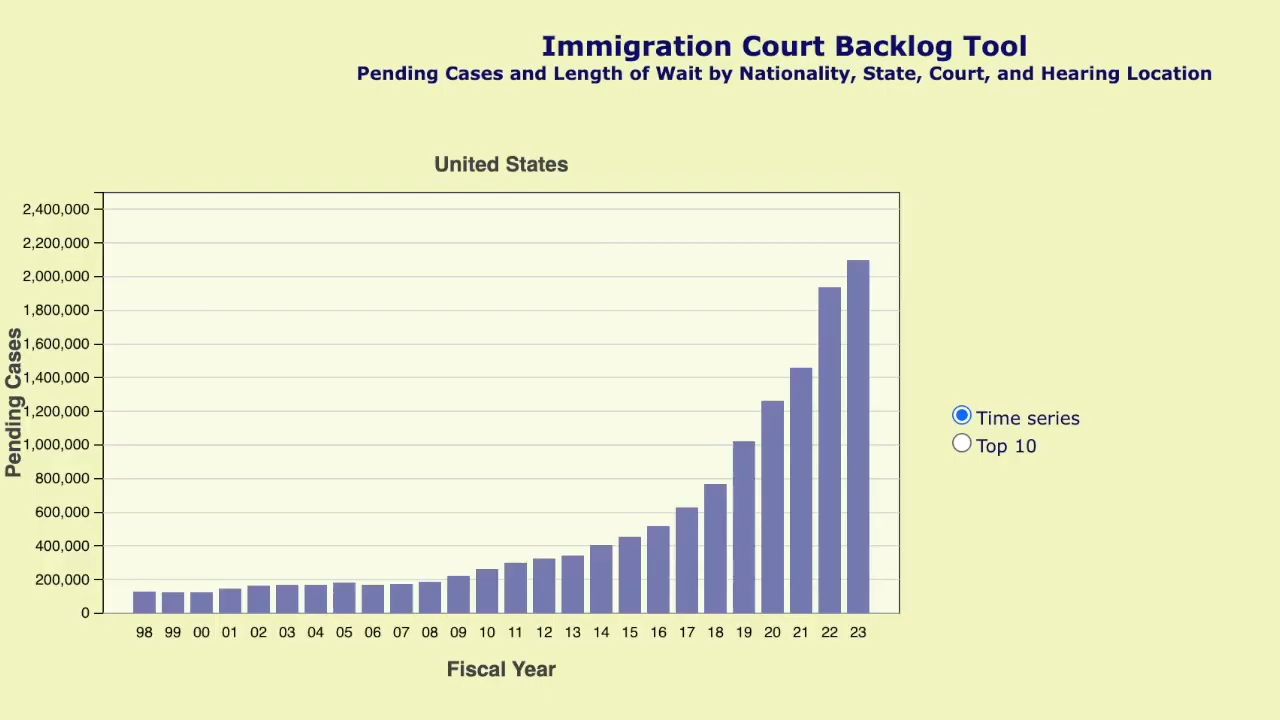 Immigration Court Backlog Tool
Pending Cases and Length of Wait by Nationality, State, Court, and Hearing Location
United States
2,400,000
2,200,000
2,000,000
1,800,000
1,600,000
1,400,000
1,200,000
1,000,000
800,000
600,000
400,000
200,000
0
Pending Cases
98 99 00 01 02 03 04 05 06 07 08 09 10 11 12 13 14 15 16 17 18 19 20 21 22 23
Fiscal Year
Time series
Top 10